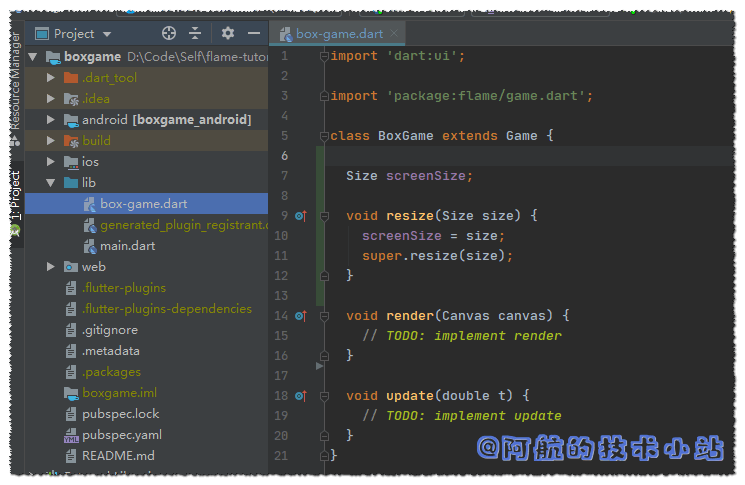 Project
box-game.dart
Resource Manager
1: Project
boxgame D:\Code\Self\flame-tuto
.dart_tool
.idea
android [boxgame_android]
build
ios
lib
box-game.dart
generated_plugin_registrant.
main.dart
web
.flutter-plugins
.flutter-plugins-dependencies
.gitignore
.metadata
.packages
boxgame.iml
pubspec.lock
pubspec.yaml
README.md
1 import 'dart:ui';
2
3 import 'package:flame/game.dart';
4
5 class BoxGame extends Game {
6
7 Size screenSize;
8
9 void resize(Size size) {
10 screenSize = size;
11 super.resize(size);
12 }
13
14 void render(Canvas canvas) {
15 // TODO: implement render
16 }
17
18 void update(double t) {
19 // TODO: implement update
20 }
21 }
@阿航的技术小站